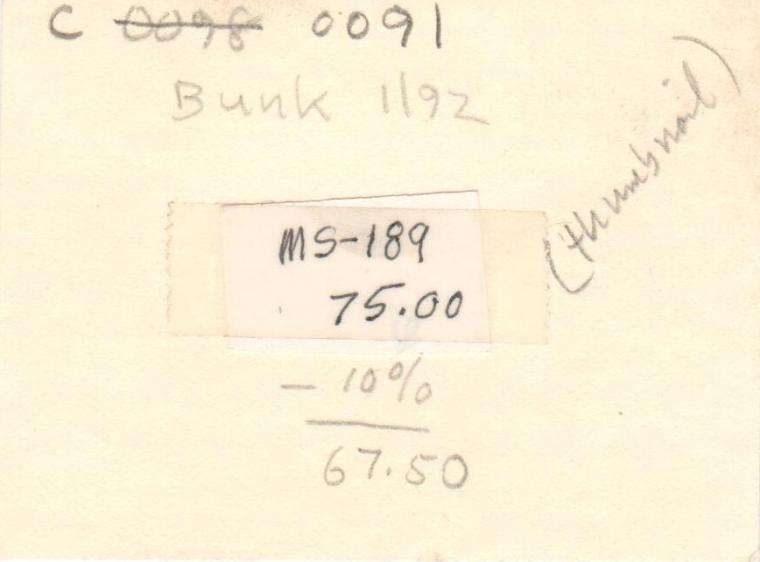 C 0098 0091
Bunk 1/92
(thumbnail)
MS-189
75.00
- 10%
67.50